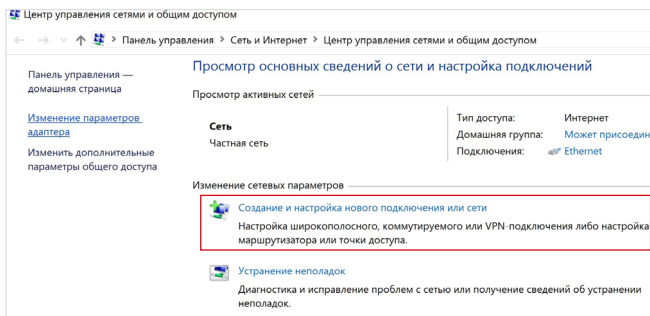 Центр управления сетями и общим доступом
Панель управления > Сеть и Интернет > Центр управления сетями и общим доступом
Панель управления —
домашняя страница
Изменение параметров
адаптера
Изменить дополнительные
параметры общего доступа
Просмотр основных сведений о сети и настройка подключений
Просмотр активных сетей
Сеть
Частная сеть
Тип доступа: Интернет
Домашняя группа: Может присоедин
Подключения: Ethernet
Изменение сетевых параметров
Создание и настройка нового подключения или сети
Настройка широкополосного, коммутируемого или VPN-подключения либо настройка
маршрутизатора или точки доступа.
Устранение неполадок
Диагностика и исправление проблем с сетью или получение сведений об устранении
неполадок.